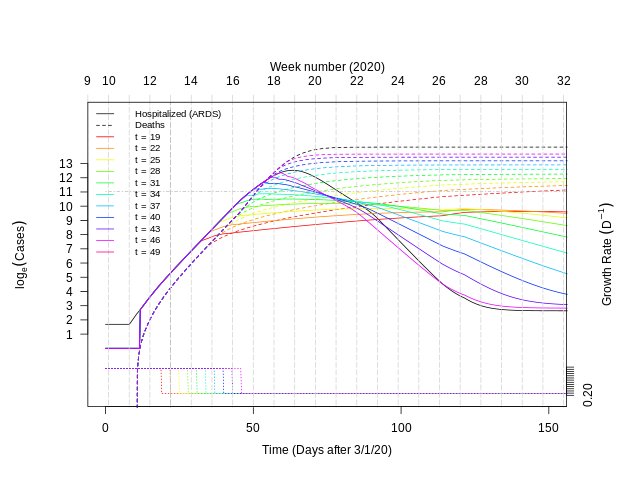 Week number (2020)
9 10 12 14 16 18 20 22 24 26 28 30 32
Hospitalized (ARDS)
Deaths
t = 19
t = 22
t = 25
t = 28
t = 31
t = 34
t = 37
t = 40
t = 43
t = 46
t = 49
13
12
11
10
9
8
7
6
5
4
3
2
1
logₑ(Cases)
Growth Rate (D⁻¹)
0.20
0 50 100 150
Time (Days after 3/1/20)